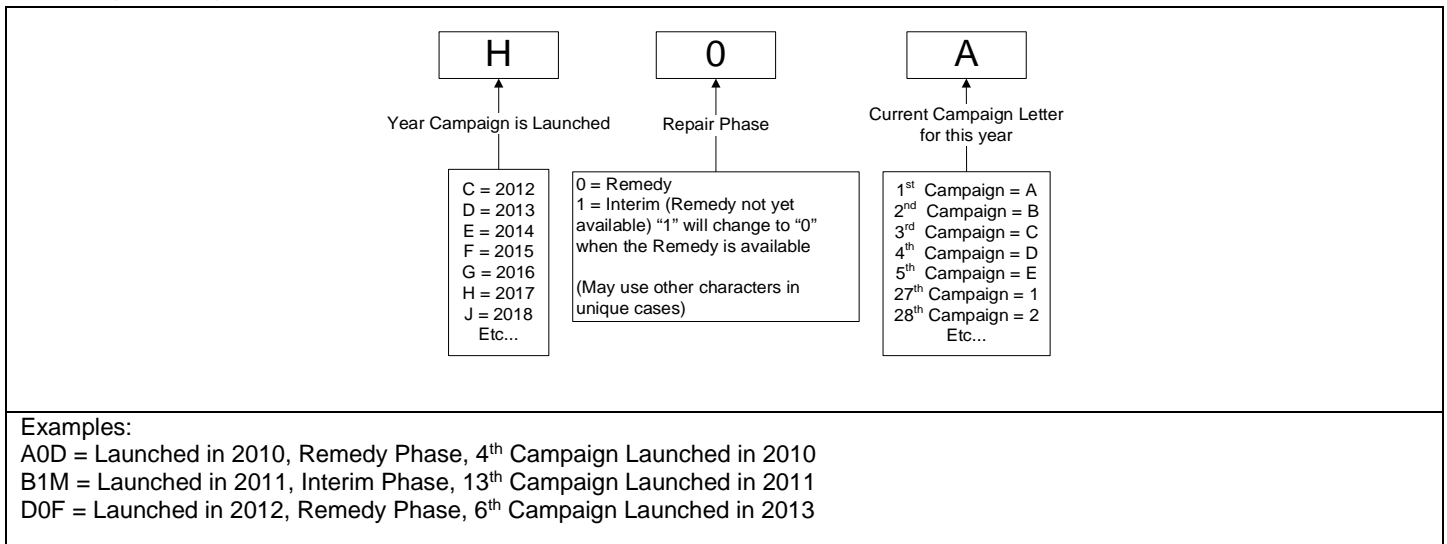 H
0
A
Year Campaign is Launched
Repair Phase
Current Campaign Letter
for this year
C = 2012
D = 2013
E = 2014
F = 2015
G = 2016
H = 2017
J = 2018
Etc...
0 = Remedy
1 = Interim (Remedy not yet
available) “1” will change to “0”
when the Remedy is available
(May use other characters in
unique cases)
1st Campaign = A
2nd Campaign = B
3rd Campaign = C
4th Campaign = D
5th Campaign = E
27th Campaign = 1
28th Campaign = 2
Etc...
Examples:
A0D = Launched in 2010, Remedy Phase, 4th Campaign Launched in 2010
B1M = Launched in 2011, Interim Phase, 13th Campaign Launched in 2011
D0F = Launched in 2012, Remedy Phase, 6th Campaign Launched in 2013